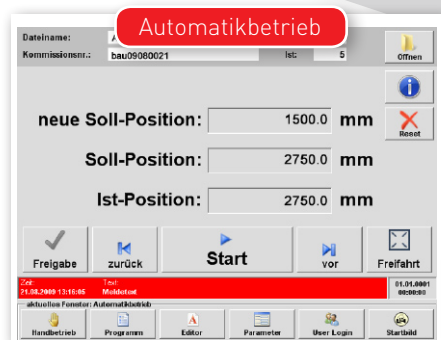 Automatikbetrieb
Dateiname:
Kommissionsnr.: bau09080021 Ist: 5
Öffnen
neue Soll-Position: 1500.0 mm
Reset
Soll-Position: 2750.0 mm
Ist-Position: 2750.0 mm
Freigabe zurück Start vor Freifahrt
Zeit: Text: 01.01.0001
21.08.2009 13:16:05 Meldetext 00:00:00
aktuelles Fenster: Automatikbetrieb
Handbetrieb Programm Editor Parameter User Login Startbild